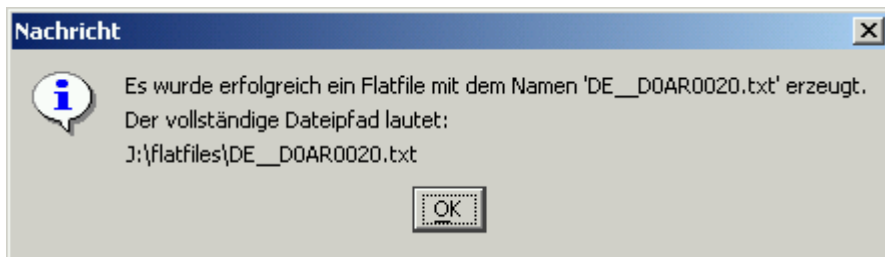 Nachricht
Es wurde erfolgreich ein Flatfile mit dem Namen 'DE__D0AR0020.txt' erzeugt.
Der vollständige Dateipfad lautet:
J:\flatfiles\DE__D0AR0020.txt
OK